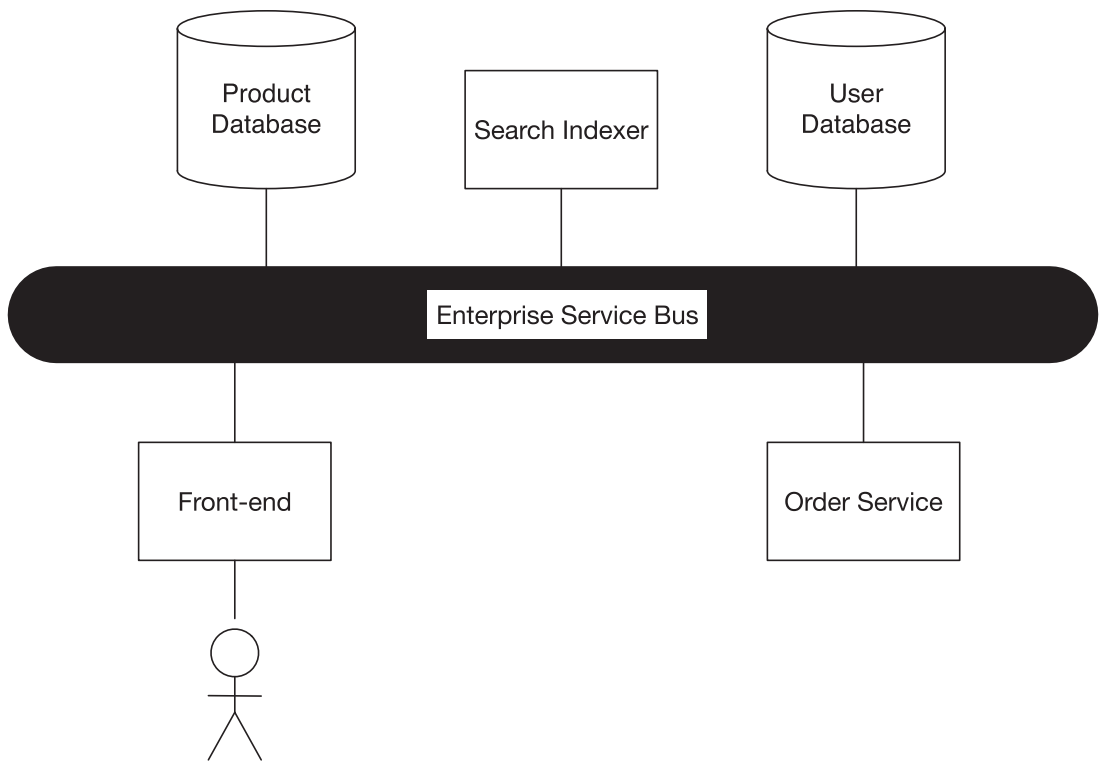 Product
Database
Search Indexer
User
Database
Enterprise Service Bus
Front-end
Order Service